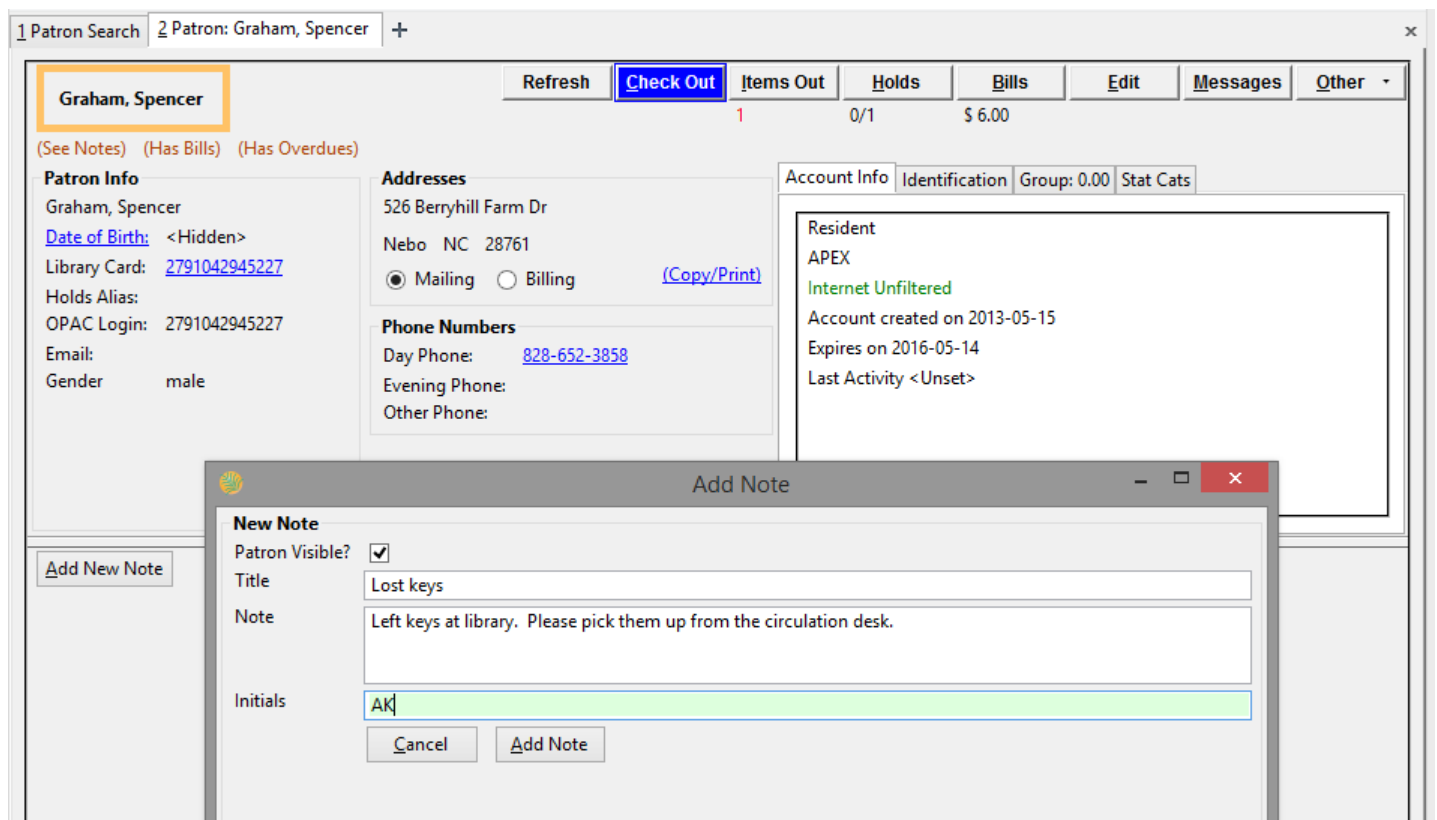 1 Patron Search 2 Patron: Graham, Spencer + ×
Graham, Spencer Refresh Check Out Items Out Holds Bills Edit Messages Other
1 0/1 $ 6.00
(See Notes) (Has Bills) (Has Overdues)
Patron Info
Graham, Spencer
Date of Birth: <Hidden>
Library Card: 2791042945227
Holds Alias:
OPAC Login: 2791042945227
Email:
Gender male
Addresses
526 Berryhill Farm Dr
Nebo NC 28761
Mailing Billing (Copy/Print)
Phone Numbers
Day Phone: 828-652-3858
Evening Phone:
Other Phone:
Account Info Identification Group: 0.00 Stat Cats
Resident
APEX
Internet Unfiltered
Account created on 2013-05-15
Expires on 2016-05-14
Last Activity <Unset>
Add New Note
Add Note
New Note
Patron Visible?
Title Lost keys
Note Left keys at library. Please pick them up from the circulation desk.
Initials AK
Cancel Add Note